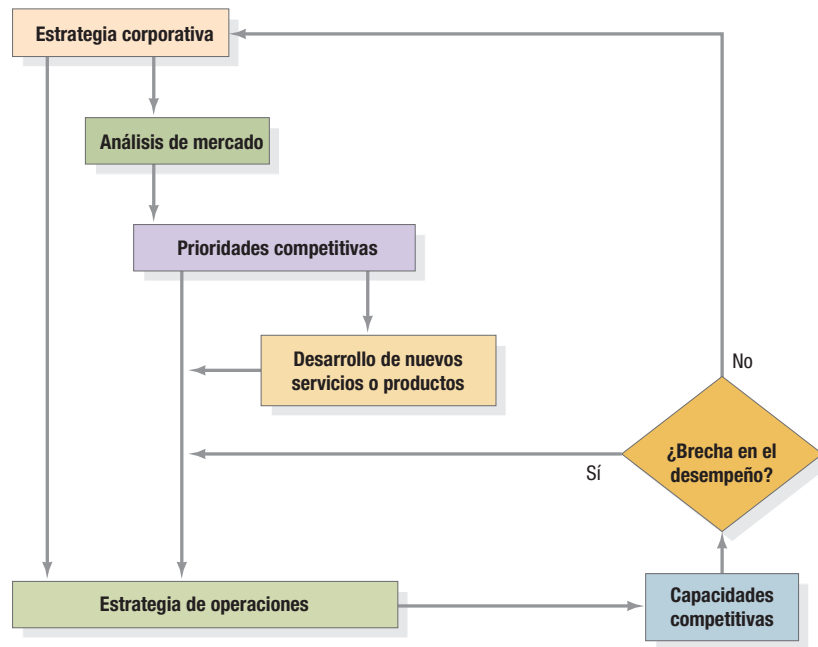 Estrategia corporativa
Análisis de mercado
Prioridades competitivas
Desarrollo de nuevos
servicios o productos
No
¿Brecha en el
desempeño?
Sí
Estrategia de operaciones
Capacidades
competitivas